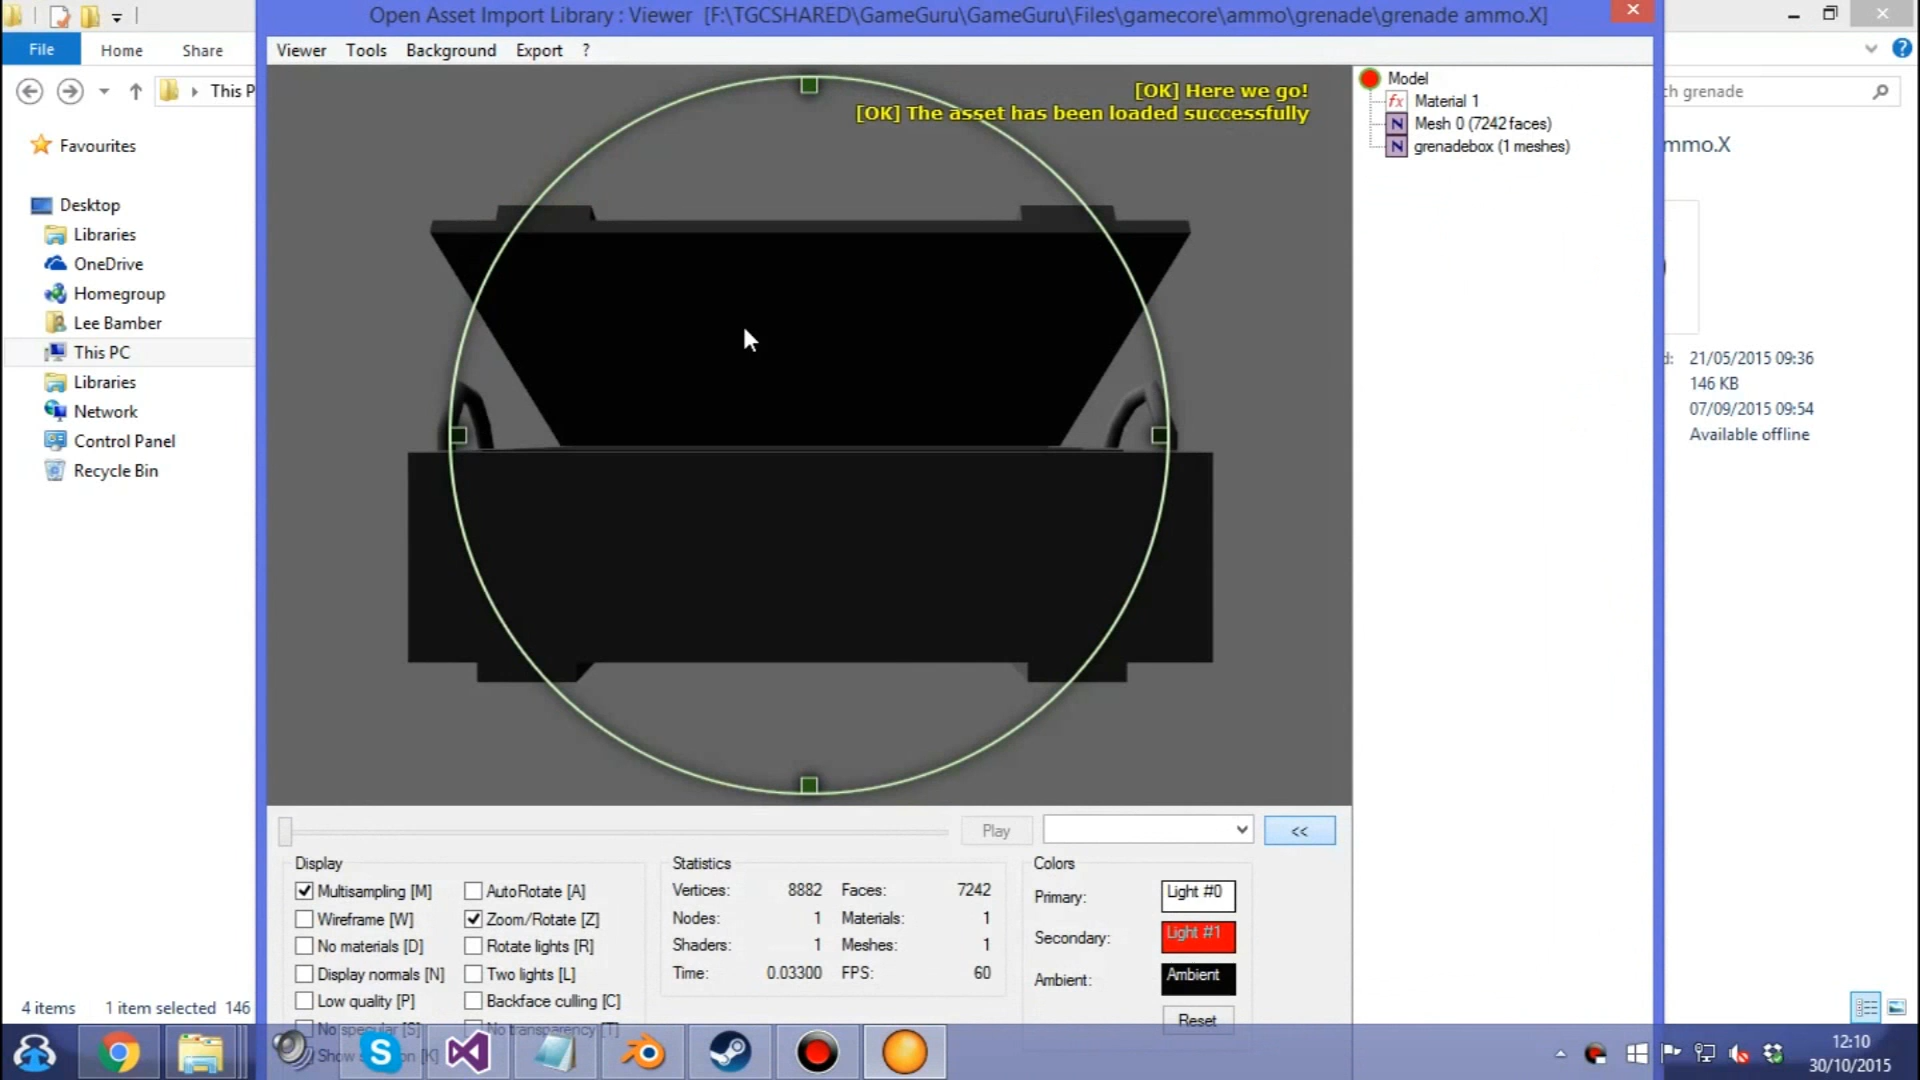 Open Asset Import Library : Viewer [F:\TGCSHARED\GameGuru\GameGuru\Files\gamecore\ammo\grenade\grenade ammo.X]
File
Home
Share
Viewer
Tools
Background
Export
?
This P
ch grenade
[OK] Here we go!
[OK] The asset has been loaded successfully
Model
Material 1
Mesh 0 (7242 faces)
grenadebox (1 meshes)
mmo.X
Favourites
Desktop
Libraries
OneDrive
Homegroup
Lee Bamber
This PC
Libraries
Network
Control Panel
Recycle Bin
d: 21/05/2015 09:36
146 KB
07/09/2015 09:54
Available offline
Play
<<
Display
Multisampling [M]
AutoRotate [A]
Wireframe [W]
Zoom/Rotate [Z]
No materials [D]
Rotate lights [R]
Display normals [N]
Two lights [L]
Low quality [P]
Backface culling [C]
No specular [S]
No transparency [T]
Statistics
Vertices: 8882 Faces: 7242
Nodes: 1 Materials: 1
Shaders: 1 Meshes: 1
Time: 0.03300 FPS: 60
Colors
Primary: Light #0
Secondary: Light #1
Ambient: Ambient
Reset
4 items 1 item selected 146
Show [K]
12:10
30/10/2015